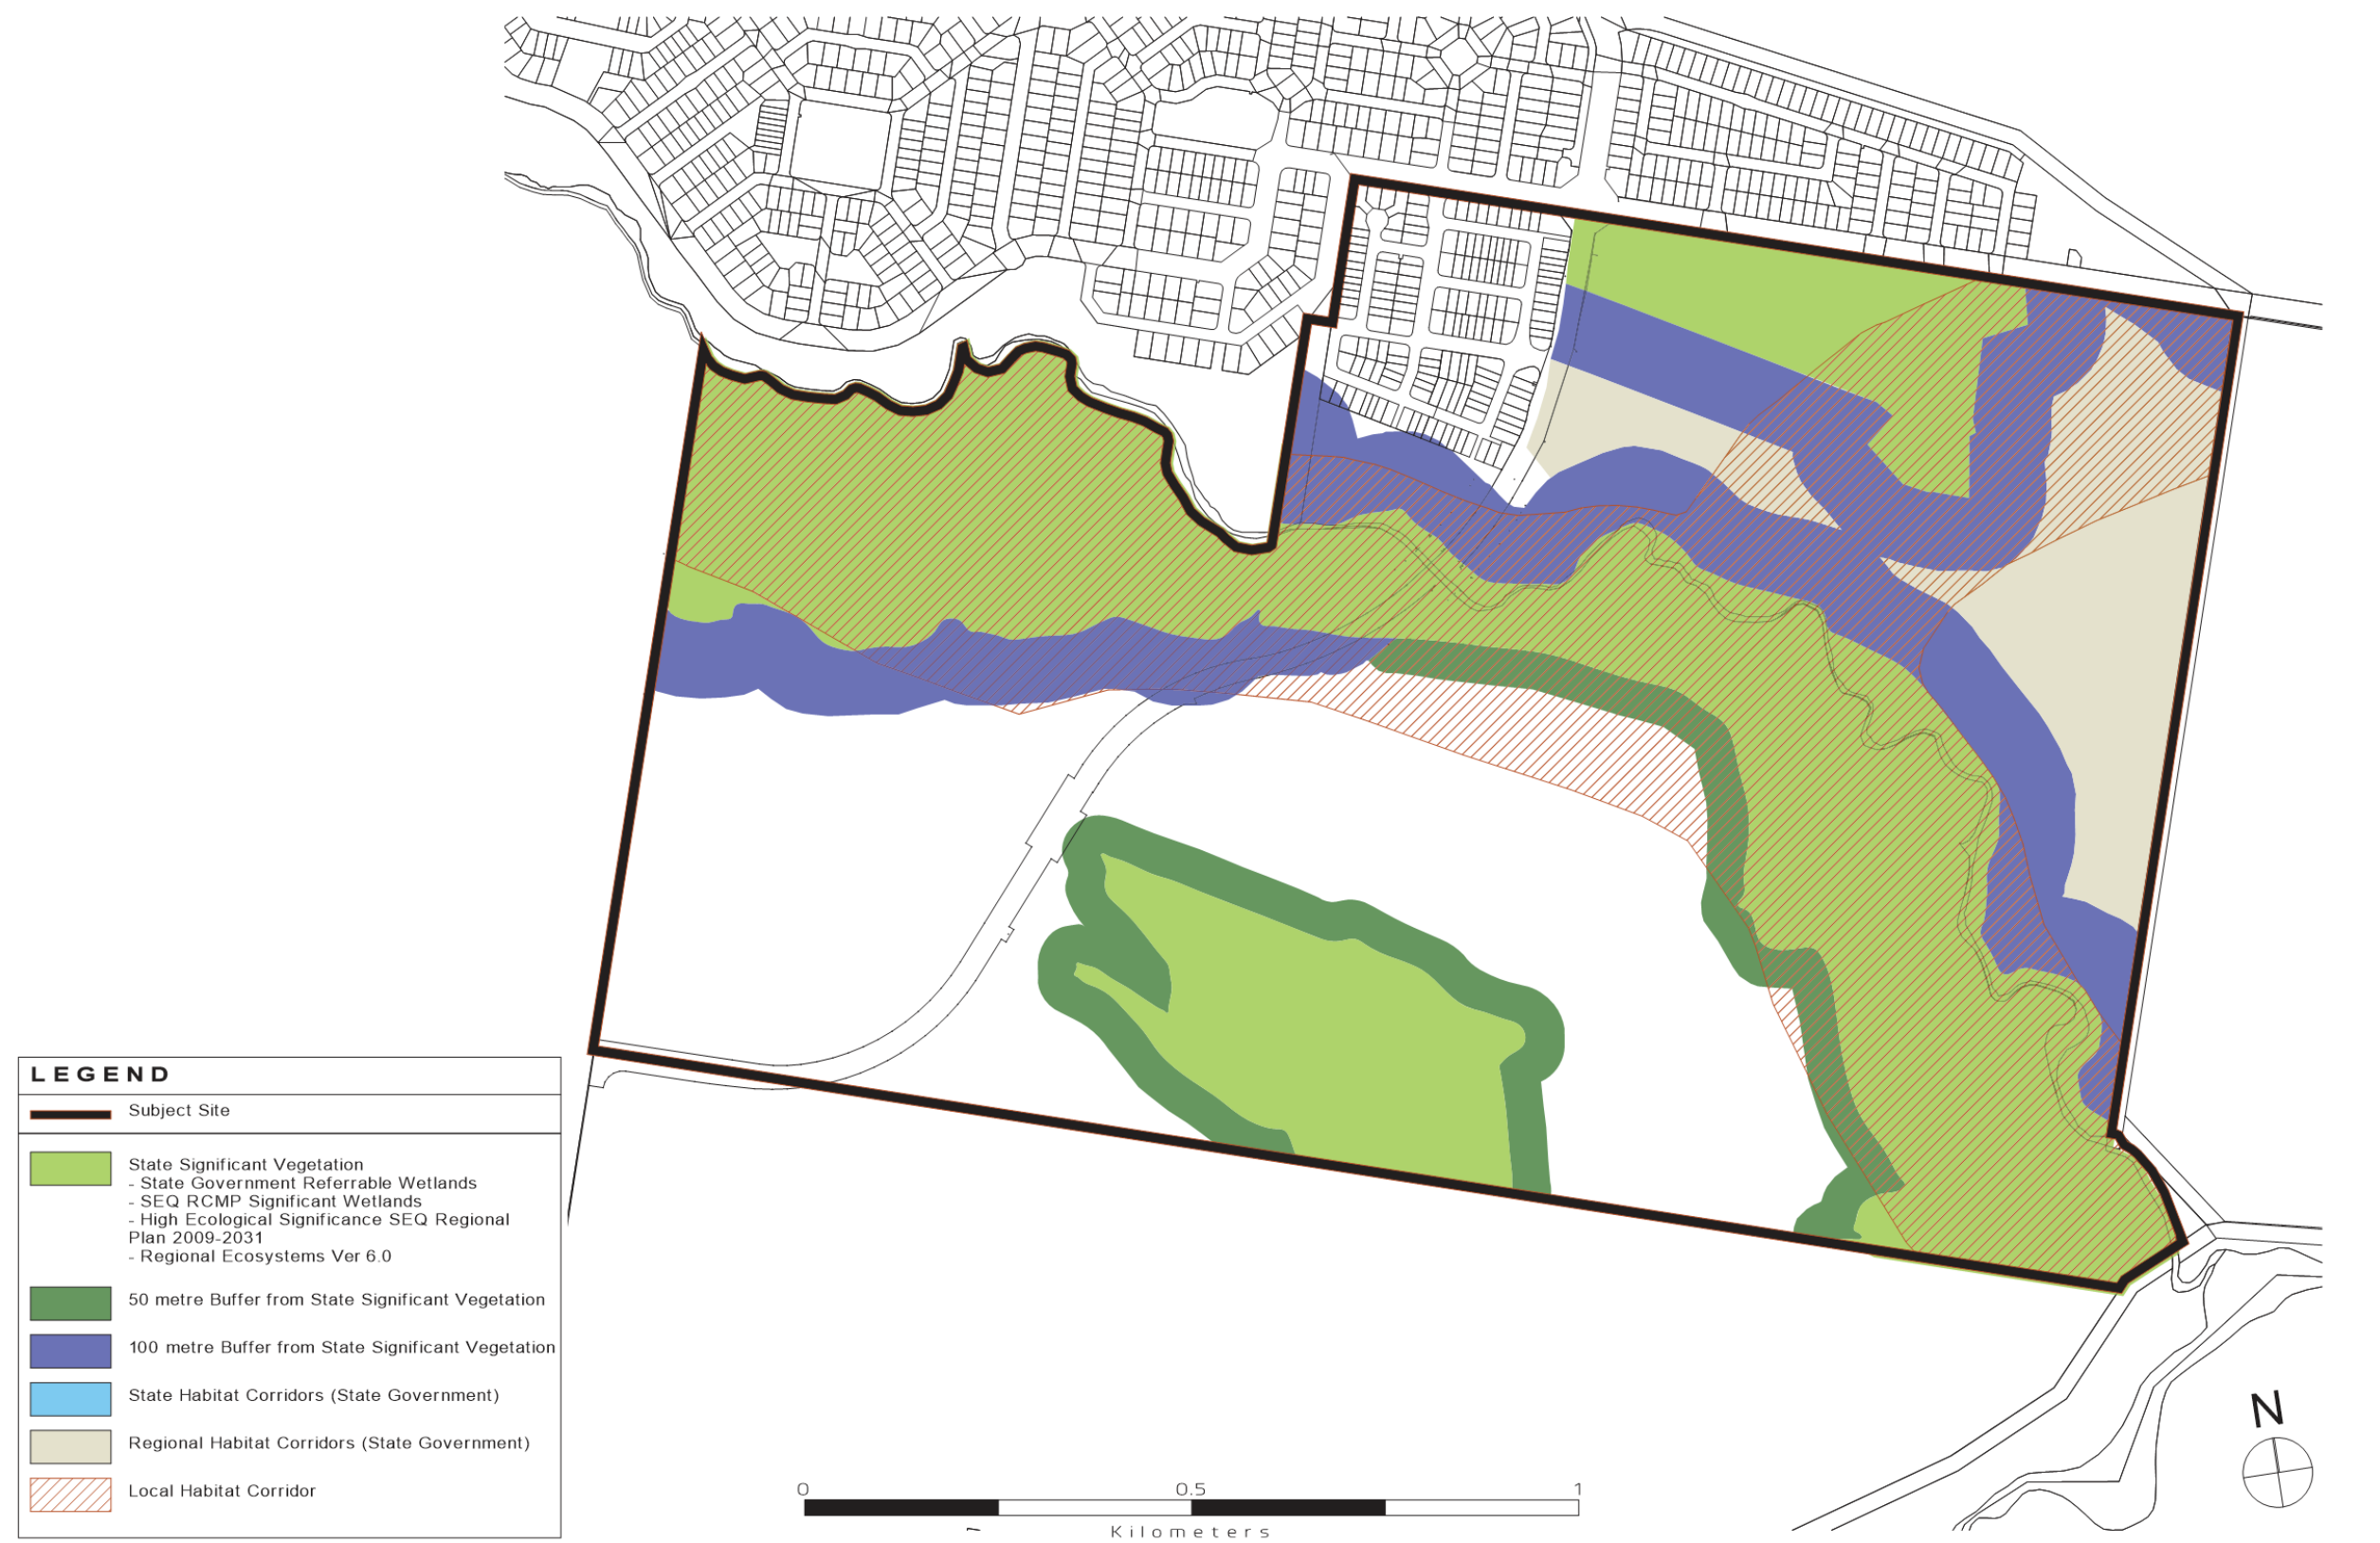 LEGEND
Subject Site
State Significant Vegetation
- State Government Referrable Wetlands
- SEQ RCMP Significant Wetlands
- High Ecological Significance SEQ Regional
Plan 2009-2031
- Regional Ecosystems Ver 6.0
50 metre Buffer from State Significant Vegetation
100 metre Buffer from State Significant Vegetation
State Habitat Corridors (State Government)
Regional Habitat Corridors (State Government)
Local Habitat Corridor
0 0.5 1
Kilometers
N